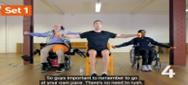 Set 1
So guys important to remember to go
at your own pace. There's no need to rush
4